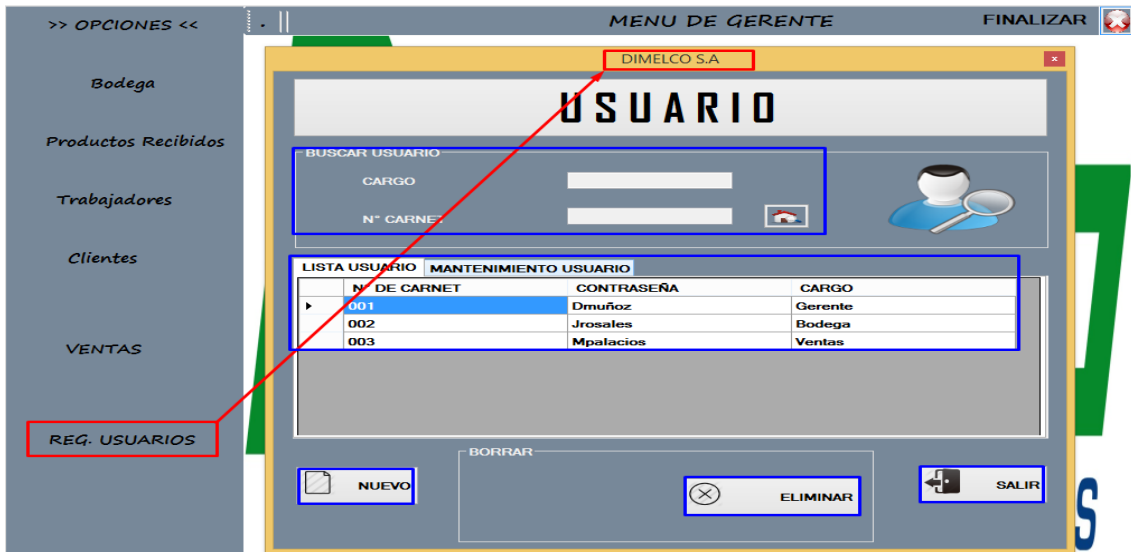 >> OPCIONES <<
. ||
MENU DE GERENTE
FINALIZAR
Bodega
Productos Recibidos
Trabajadores
Clientes
VENTAS
REG. USUARIOS
DIMELCO S.A
x
USUARIO
BUSCAR USUARIO
CARGO
N° CARNET
LISTA USUARIO MANTENIMIENTO USUARIO
N° DE CARNET CONTRASEÑA CARGO
001 Dmuñoz Gerente
002 Jrosales Bodega
003 Mpalacios Ventas
BORRAR
NUEVO
ELIMINAR
SALIR
S